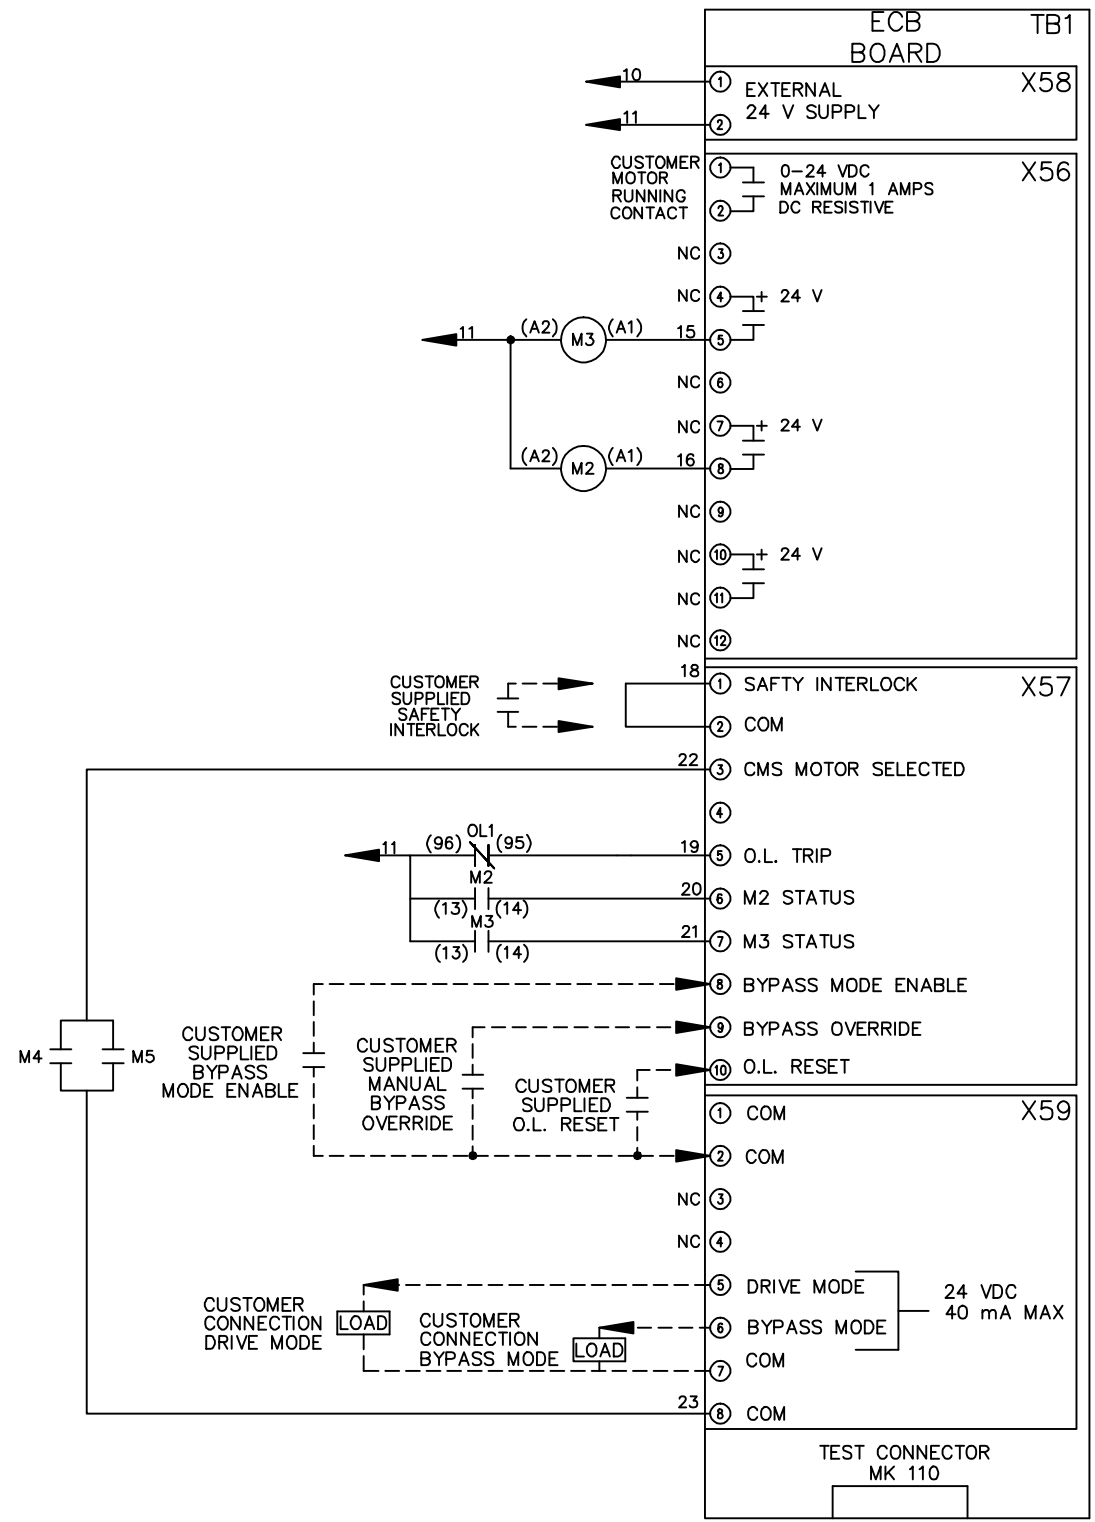 ECB
BOARD
TB1
X58
10
1
EXTERNAL
24 V SUPPLY
11
2
X56
CUSTOMER
MOTOR
RUNNING
CONTACT
1
2
0-24 VDC
MAXIMUM 1 AMPS
DC RESISTIVE
NC 3
NC 4 + 24 V
11 (A2) M3 (A1) 15 5
NC 6
NC 7 + 24 V
(A2) M2 (A1) 16 8
NC 9
NC 10 + 24 V
NC 11
NC 12
X57
CUSTOMER
SUPPLIED
SAFETY
INTERLOCK
18 1 SAFTY INTERLOCK
2 COM
22 3 CMS MOTOR SELECTED
4
11 (96) OL1 (95) 19 5 O.L. TRIP
M2
(13) (14) 20 6 M2 STATUS
M3
(13) (14) 21 7 M3 STATUS
8 BYPASS MODE ENABLE
9 BYPASS OVERRIDE
10 O.L. RESET
M4
M5
CUSTOMER
SUPPLIED
BYPASS
MODE ENABLE
CUSTOMER
SUPPLIED
MANUAL
BYPASS
OVERRIDE
CUSTOMER
SUPPLIED
O.L. RESET
X59
1 COM
2 COM
NC 3
NC 4
5 DRIVE MODE
6 BYPASS MODE
24 VDC
40 mA MAX
CUSTOMER
CONNECTION
DRIVE MODE
LOAD
CUSTOMER
CONNECTION
BYPASS MODE
LOAD
7 COM
23 8 COM
TEST CONNECTOR
MK 110